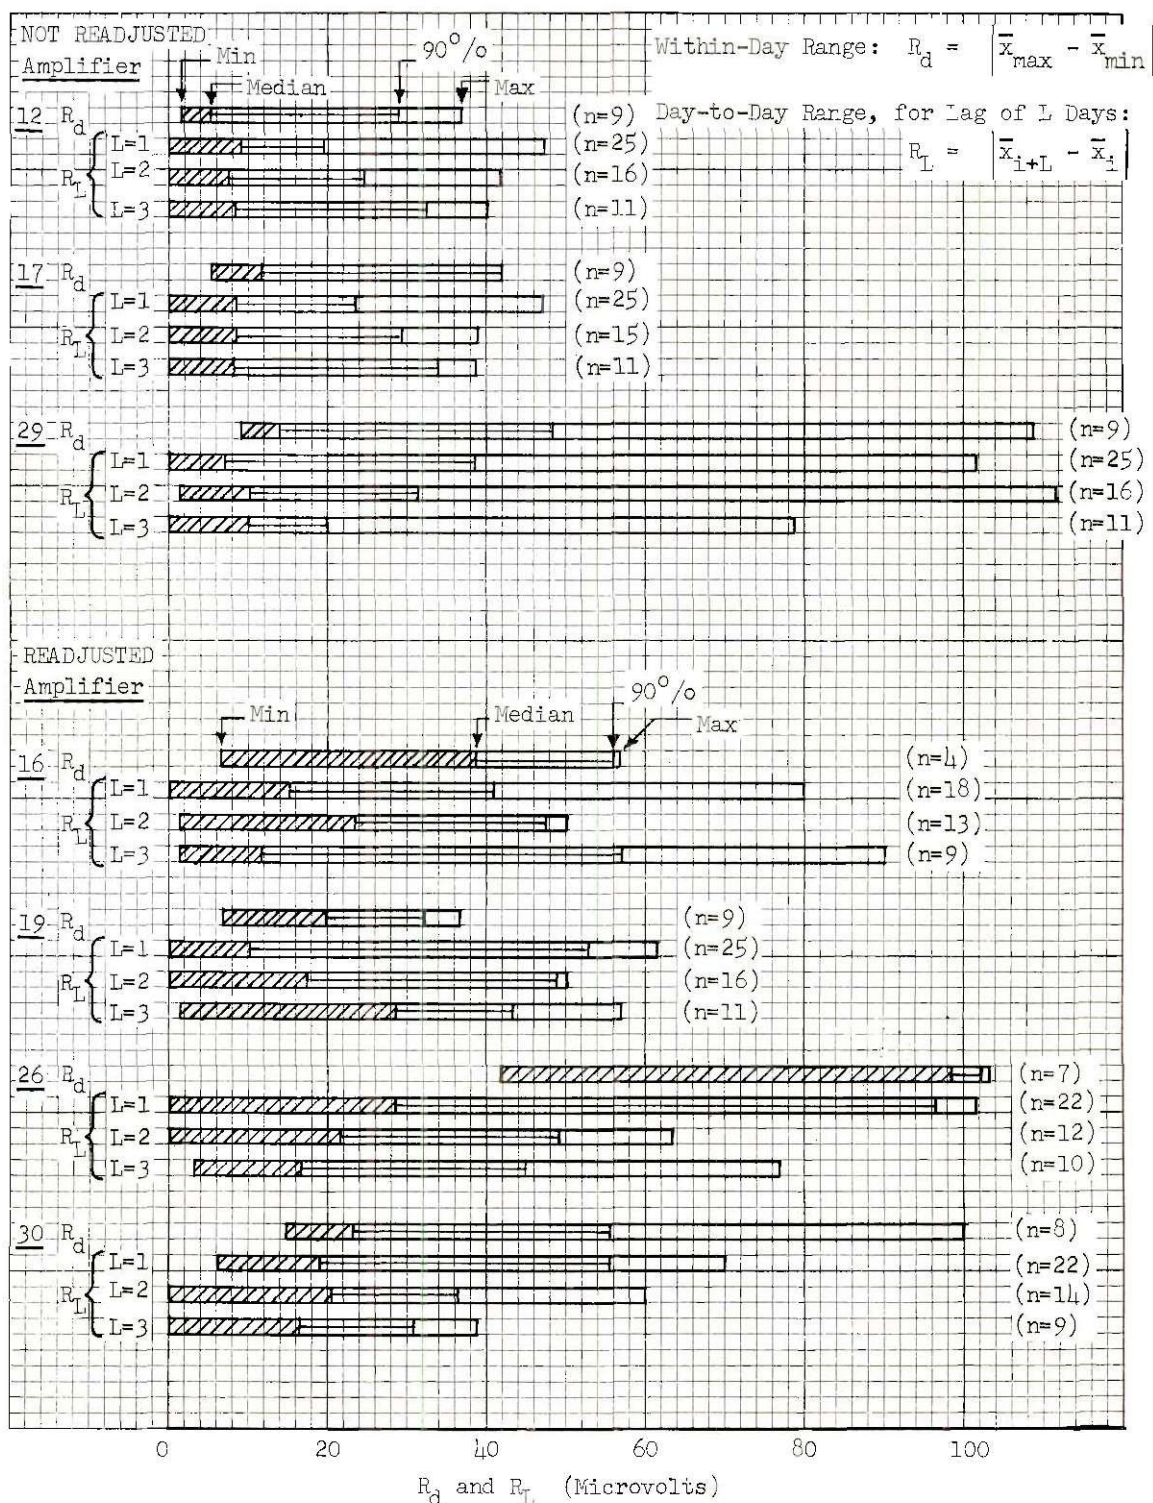 NOT READJUSTED
Amplifier
Min
Median
90°/o
Max
Within-Day Range: R_d = |x̅_max - x̅_min|
Day-to-Day Range, for Lag of L Days:
R_L = |x̅_i+L - x̅_i|
12 R_d (n=9)
R_L { L=1 (n=25)
L=2 (n=16)
L=3 (n=11)
17 R_d (n=9)
R_L { L=1 (n=25)
L=2 (n=15)
L=3 (n=11)
29 R_d (n=9)
R_L { L=1 (n=25)
L=2 (n=16)
L=3 (n=11)
READJUSTED
Amplifier
Min
Median
90°/o
Max
16 R_d (n=4)
R_L { L=1 (n=18)
L=2 (n=13)
L=3 (n=9)
19 R_d (n=9)
R_L { L=1 (n=25)
L=2 (n=16)
L=3 (n=11)
26 R_d (n=7)
R_L { L=1 (n=22)
L=2 (n=12)
L=3 (n=10)
30 R_d (n=8)
R_L { L=1 (n=22)
L=2 (n=14)
L=3 (n=9)
0 20 40 60 80 100
R_d and R_L (Microvolts)